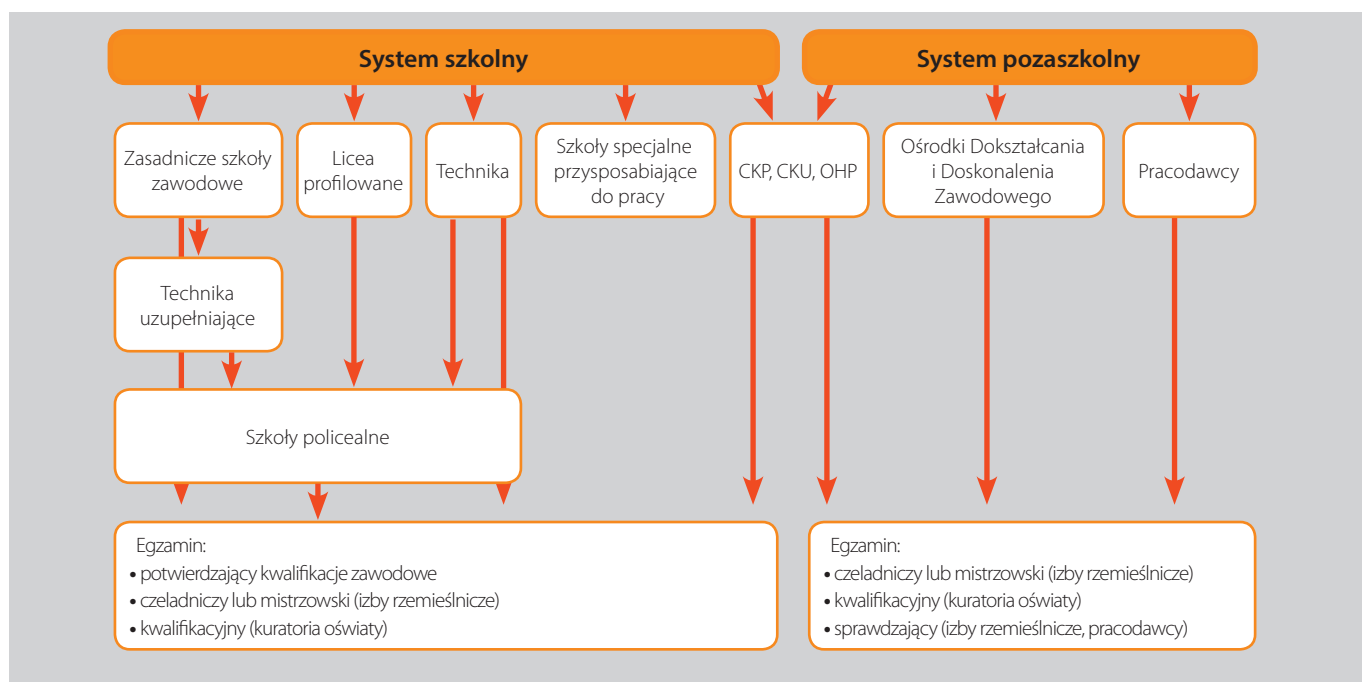 System szkolny
System pozaszkolny
Zasadnicze szkoły
zawodowe
Licea
profilowane
Technika
Szkoły specjalne
przysposabiające
do pracy
CKP, CKU, OHP
Ośrodki Dokształcania
i Doskonalenia
Zawodowego
Pracodawcy
Technika
uzupełniające
Szkoły policealne
Egzamin:
• potwierdzający kwalifikacje zawodowe
• czeladniczy lub mistrzowski (izby rzemieślnicze)
• kwalifikacyjny (kuratoria oświaty)
Egzamin:
• czeladniczy lub mistrzowski (izby rzemieślnicze)
• kwalifikacyjny (kuratoria oświaty)
• sprawdzający (izby rzemieślnicze, pracodawcy)